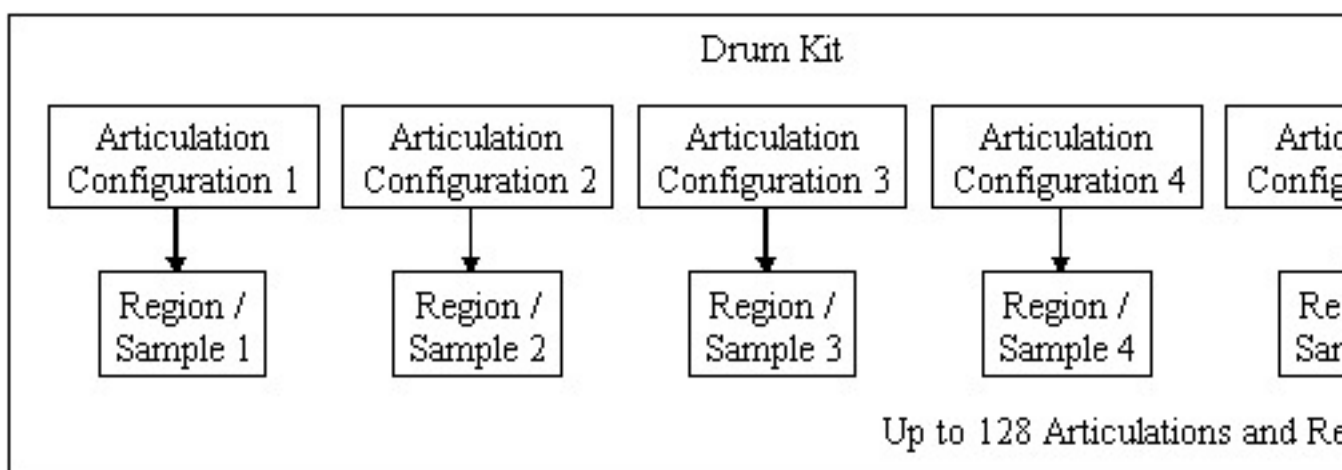 Drum Kit
Articulation
Configuration 1
Articulation
Configuration 2
Articulation
Configuration 3
Articulation
Configuration 4
Region /
Sample 1
Region /
Sample 2
Region /
Sample 3
Region /
Sample 4
Up to 128 Articulations and